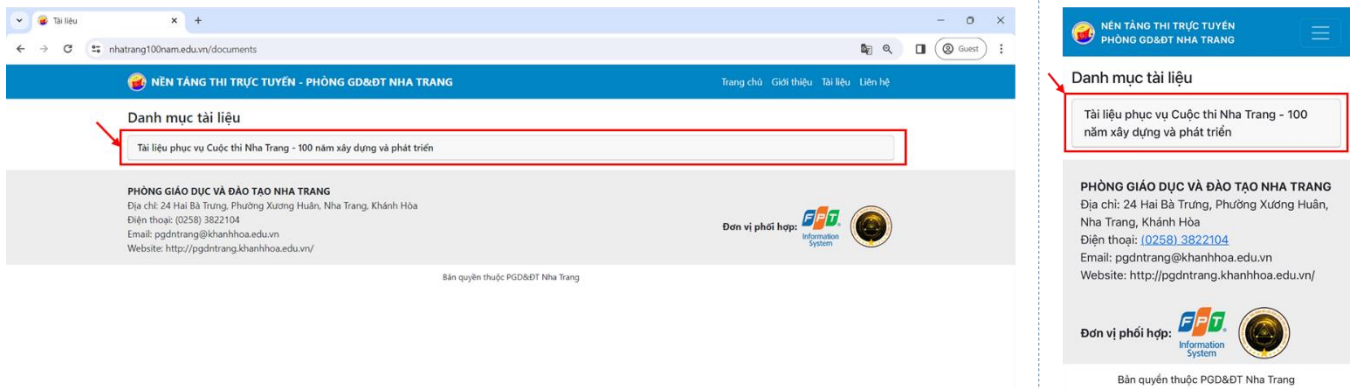 Tài liệu
nhatrang100nam.edu.vn/documents
Guest
NỀN TẢNG THI TRỰC TUYẾN - PHÒNG GD&ĐT NHA TRANG
Trang chủ Giới thiệu Tài liệu Liên hệ
Danh mục tài liệu
Tài liệu phục vụ Cuộc thi Nha Trang - 100 năm xây dựng và phát triển
PHÒNG GIÁO DỤC VÀ ĐÀO TẠO NHA TRANG
Địa chỉ: 24 Hai Bà Trưng, Phường Xương Huân, Nha Trang, Khánh Hòa
Điện thoại: (0258) 3822104
Email: pgdntrang@khanhhoa.edu.vn
Website: http://pgdntrang.khanhhoa.edu.vn/
Đơn vị phối hợp:
FPT
Information
System
Bản quyền thuộc PGD&ĐT Nha Trang
NỀN TẢNG THI TRỰC TUYẾN
PHÒNG GD&ĐT NHA TRANG
Danh mục tài liệu
Tài liệu phục vụ Cuộc thi Nha Trang - 100
năm xây dựng và phát triển
PHÒNG GIÁO DỤC VÀ ĐÀO TẠO NHA TRANG
Địa chỉ: 24 Hai Bà Trưng, Phường Xương Huân,
Nha Trang, Khánh Hòa
Điện thoại: (0258) 3822104
Email: pgdntrang@khanhhoa.edu.vn
Website: http://pgdntrang.khanhhoa.edu.vn/
Đơn vị phối hợp:
FPT
Information
System
Bản quyền thuộc PGD&ĐT Nha Trang